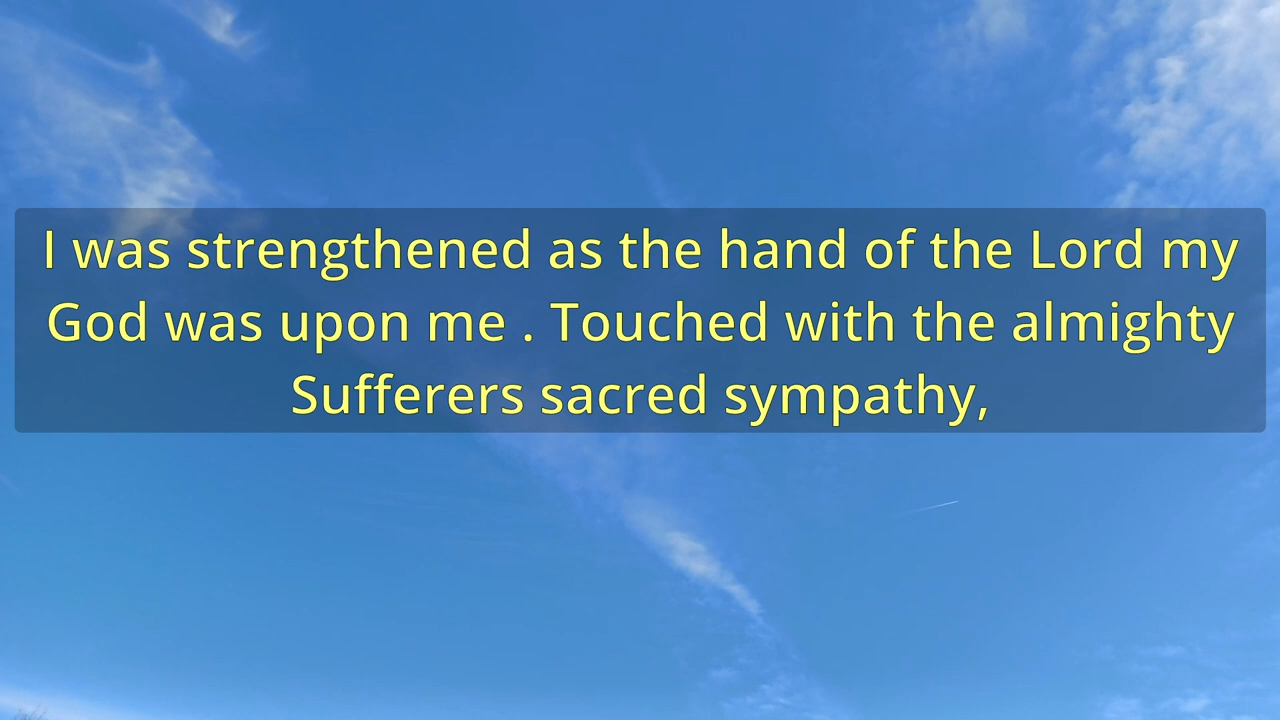 I was strengthened as the hand of the Lord my
God was upon me . Touched with the almighty
Sufferers sacred sympathy,